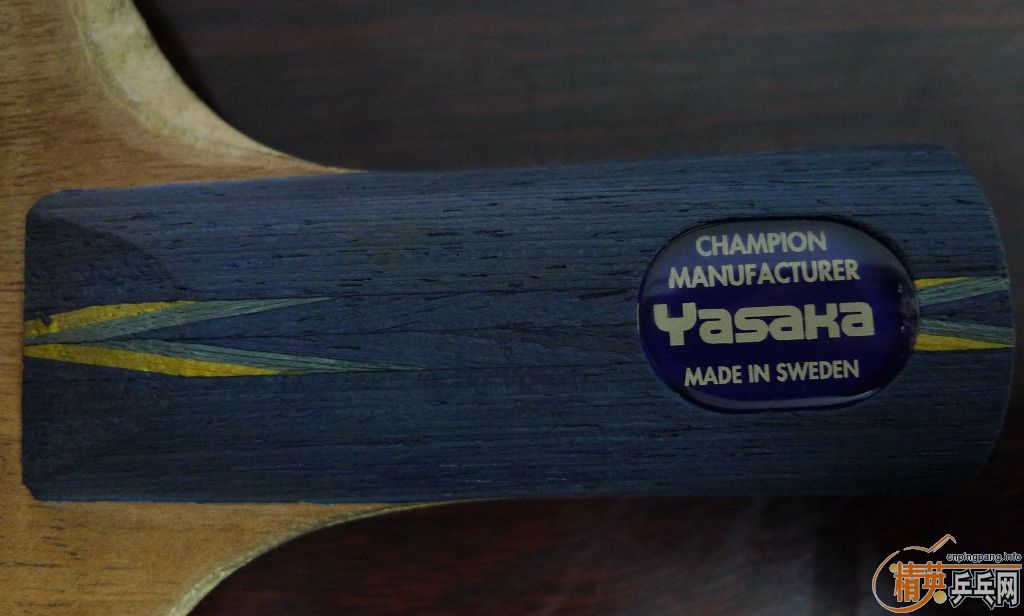 CHAMPION
MANUFACTURER
Yasaka
MADE IN SWEDEN
cnpingpang.info
精英乒乓网